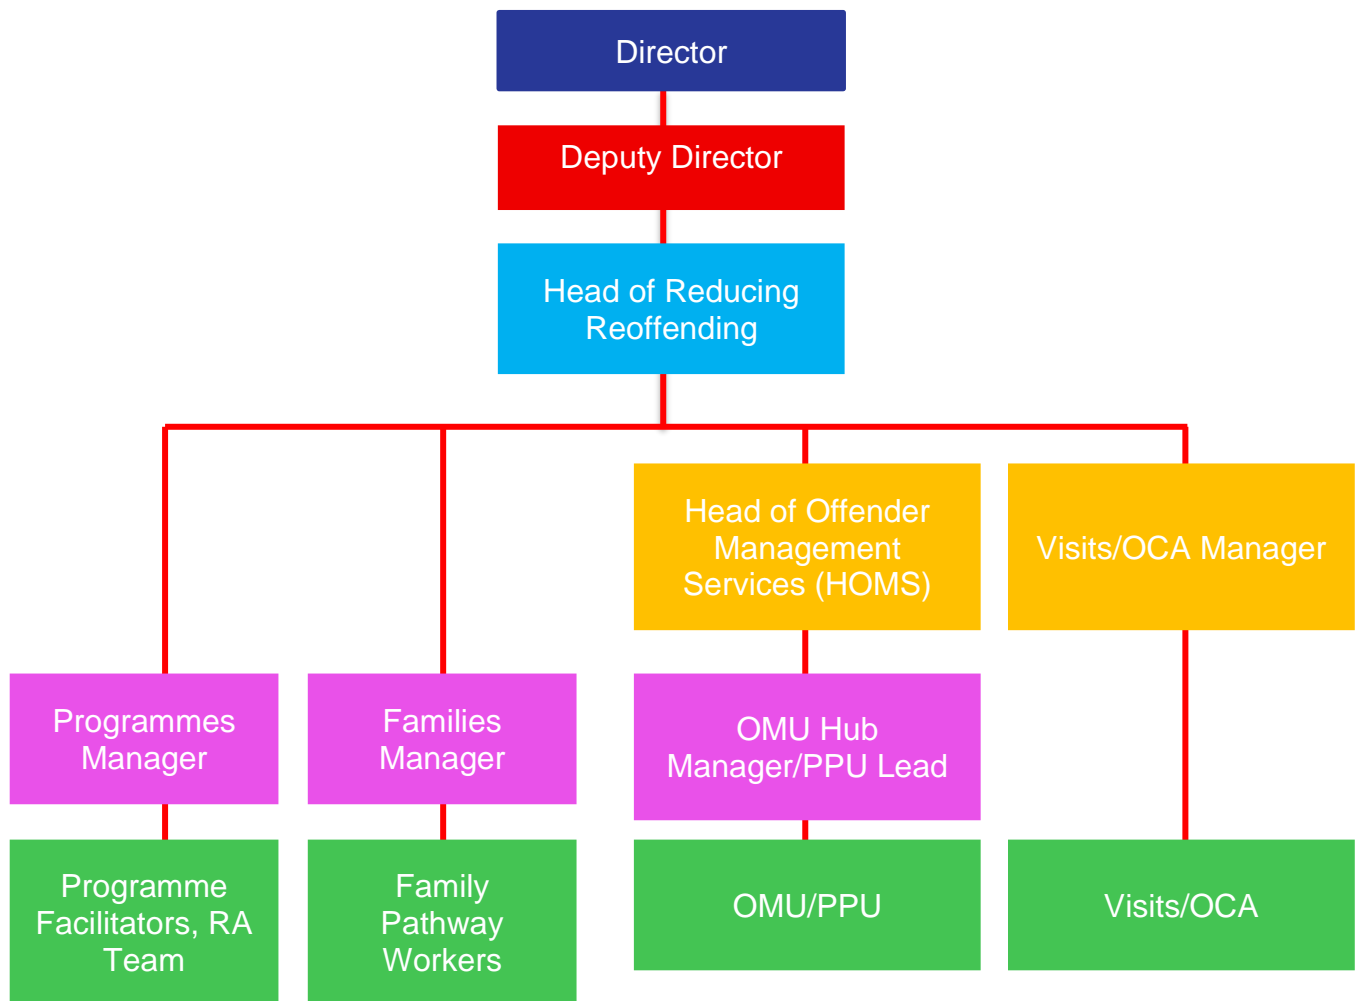 Director
Deputy Director
Head of Reducing
Reoffending
Head of Offender
Management
Services (HOMS)
Visits/OCA Manager
Programmes
Manager
Families
Manager
OMU Hub
Manager/PPU Lead
Programme
Facilitators, RA
Team
Family
Pathway
Workers
OMU/PPU
Visits/OCA